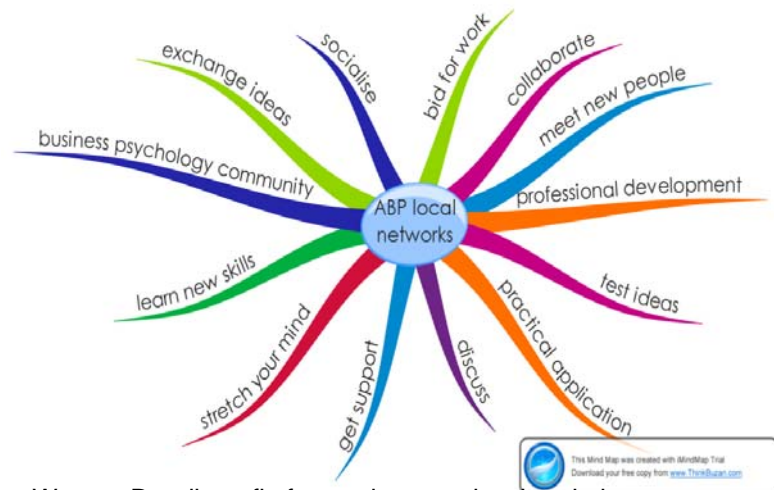 socialise
bid for work
collaborate
meet new people
professional development
test ideas
practical application
discuss
get support
stretch your mind
learn new skills
business psychology community
exchange ideas
ABP local
networks
This Mind Map was created with iMindMap Trial
Download your free copy from www.ThinkBuzan.com